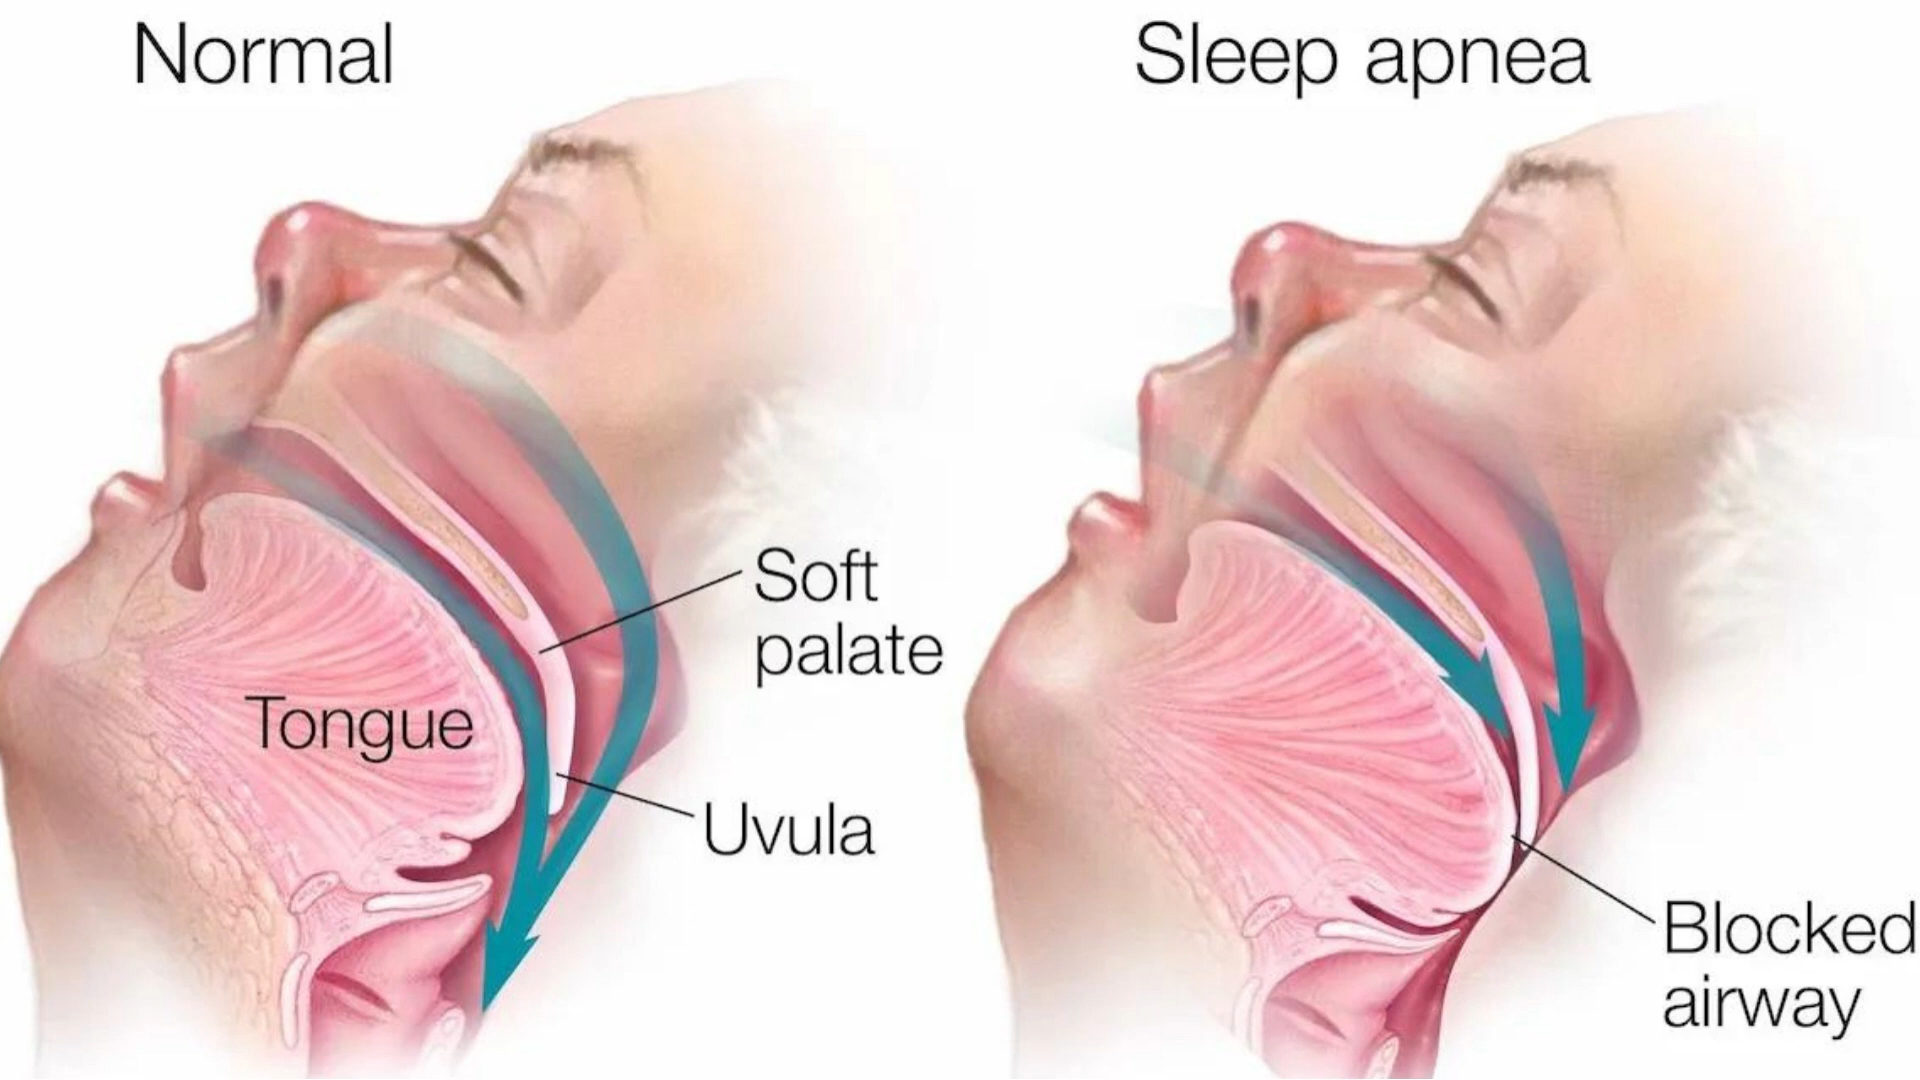 Normal
Sleep apnea
Soft
palate
Tongue
Uvula
Blocked
airway